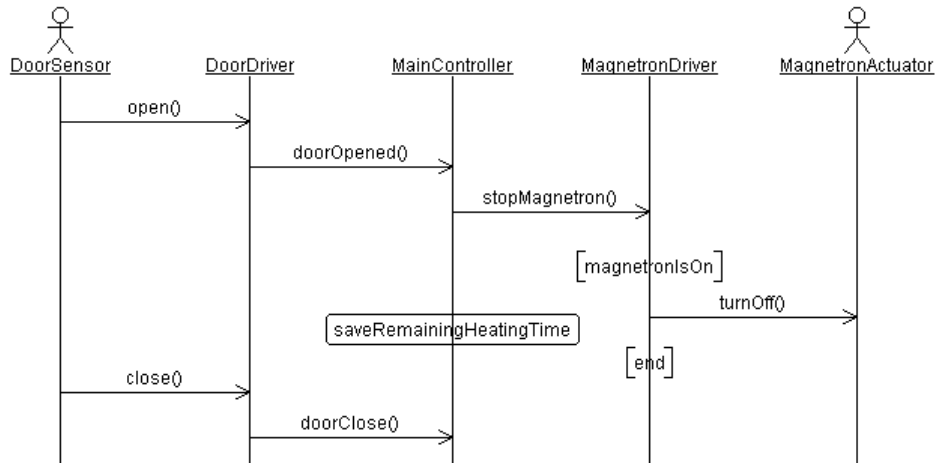 DoorSensor DoorDriver MainController MagnetronDriver MagnetronActuator
open()
doorOpened()
stopMagnetron()
[magnetronIsOn]
turnOff()
saveRemainingHeatingTime
[end]
close()
doorClose()